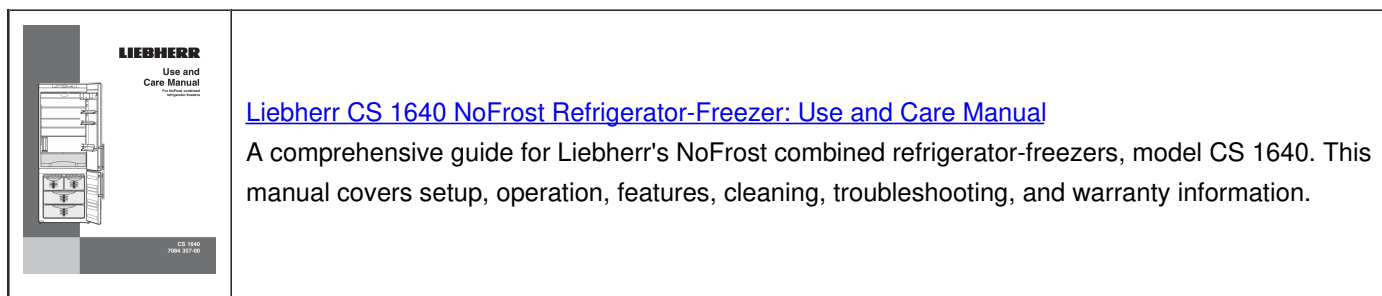 LIEBHERR
Use and
Care Manual
For NoFrost combined
refrigerator-freezers
CS 1640
7084 357-00
Liebherr CS 1640 NoFrost Refrigerator-Freezer: Use and Care Manual
A comprehensive guide for Liebherr's NoFrost combined refrigerator-freezers, model CS 1640. This
manual covers setup, operation, features, cleaning, troubleshooting, and warranty information.